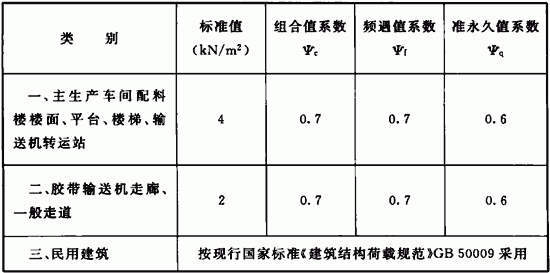 类 别 标准值 组合值系数 频遇值系数 准永久值系数
(kN/m²) Ψc Ψf Ψq
一、主生产车间配料
楼楼面、平台、楼梯、输 4 0.7 0.7 0.6
送机转运站
二、胶带输送机走廊、 2 0.7 0.7 0.6
一般走道
三、民用建筑 按现行国家标准《建筑结构荷载规范》GB 50009 采用